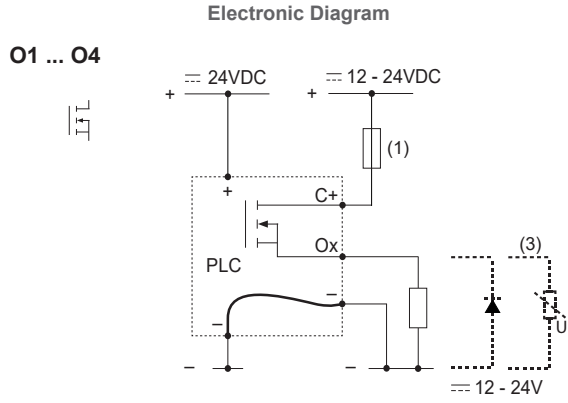 Electronic Diagram
O1 ... O4
⎓ 24VDC
⎓ 12 - 24VDC
+
+
(1)
+
C+
Ox
(3)
PLC
–
–
U
–
–
⎓ 12 - 24V